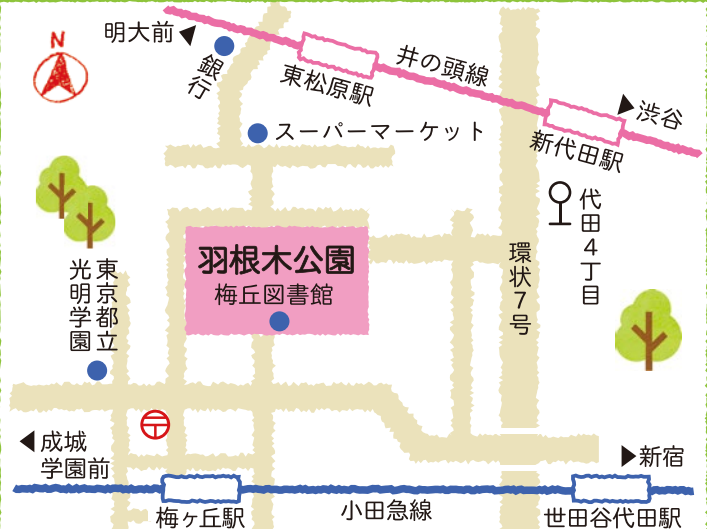 N
明大前
銀行
東松原駅
井の頭線
渋谷
新代田駅
スーパーマーケット
代田4丁目
羽根木公園
梅丘図書館
環状7号
東京都立
光明学園
〒
成城
学園前
新宿
梅ヶ丘駅
小田急線
世田谷代田駅